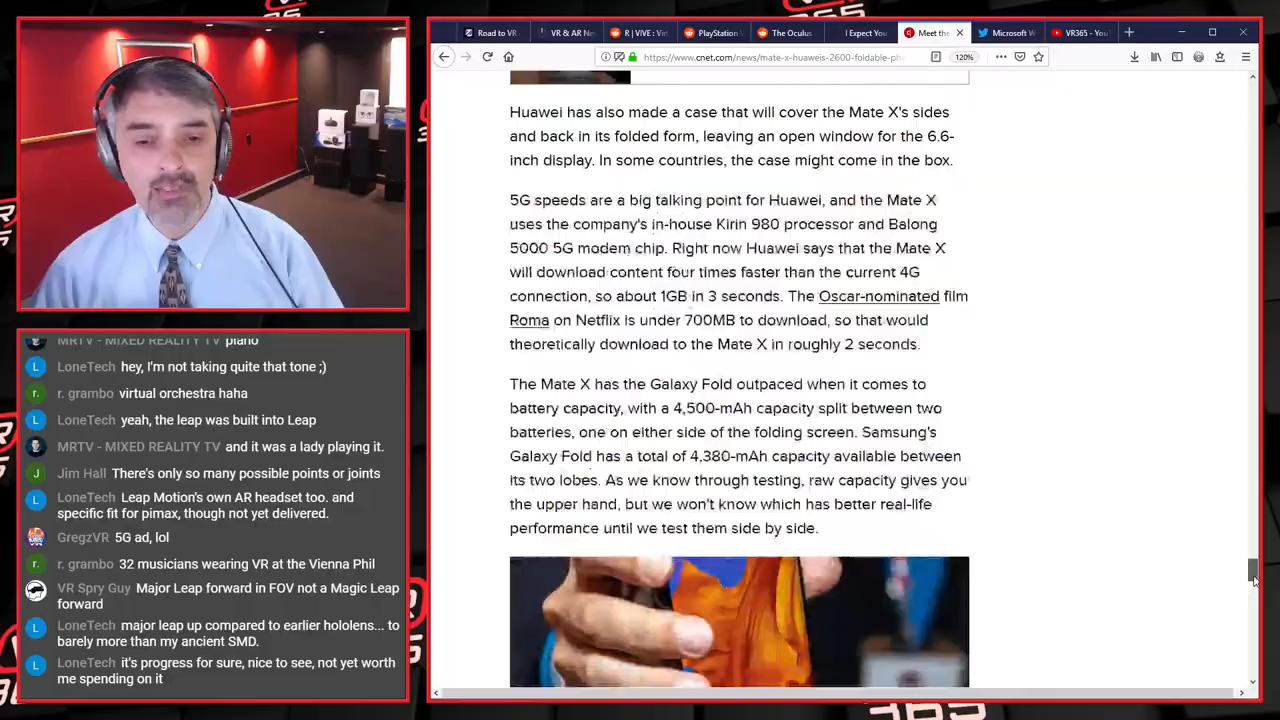 Road to VR
VR & AR Ne
R | VIVE : Vi
PlayStation
The Oculus
I Expect You
Meet the
Microsoft W
VR365 - You
https://www.cnet.com/news/mate-x-huaweis-2600-foldable-ph
120%
Huawei has also made a case that will cover the Mate X's sides
and back in its folded form, leaving an open window for the 6.6-
inch display. In some countries, the case might come in the box.
5G speeds are a big talking point for Huawei, and the Mate X
uses the company's in-house Kirin 980 processor and Balong
5000 5G modem chip. Right now Huawei says that the Mate X
will download content four times faster than the current 4G
connection, so about 1GB in 3 seconds. The Oscar-nominated film
Roma on Netflix is under 700MB to download, so that would
theoretically download to the Mate X in roughly 2 seconds.
The Mate X has the Galaxy Fold outpaced when it comes to
battery capacity, with a 4,500-mAh capacity split between two
batteries, one on either side of the folding screen. Samsung's
Galaxy Fold has a total of 4,380-mAh capacity available between
its two lobes. As we know through testing, raw capacity gives you
the upper hand, but we won't know which has better real-life
performance until we test them side by side.
MRTV - MIXED REALITY TV piano
L LoneTech hey, I'm not taking quite that tone ;)
r. r. grambo virtual orchestra haha
L LoneTech yeah, the leap was built into Leap
MRTV - MIXED REALITY TV and it was a lady playing it.
J Jim Hall There's only so many possible points or joints
L LoneTech Leap Motion's own AR headset too. and
specific fit for pimax, though not yet delivered.
GregzVR 5G ad, lol
r. r. grambo 32 musicians wearing VR at the Vienna Phil
VR Spry Guy Major Leap forward in FOV not a Magic Leap
forward
L LoneTech major leap up compared to earlier hololens... to
barely more than my ancient SMD.
L LoneTech it's progress for sure, nice to see, not yet worth
me spending on it